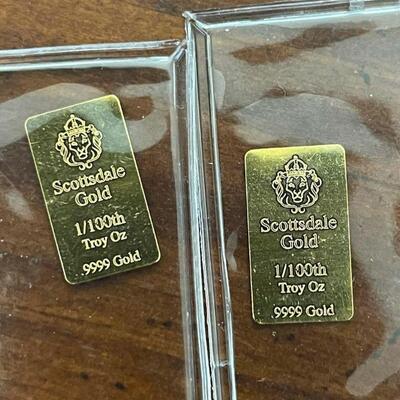 Scottsdale
Gold
1/100th
Troy Oz
.9999 Gold
Scottsdale
Gold
1/100th
Troy Oz
.9999 Gold